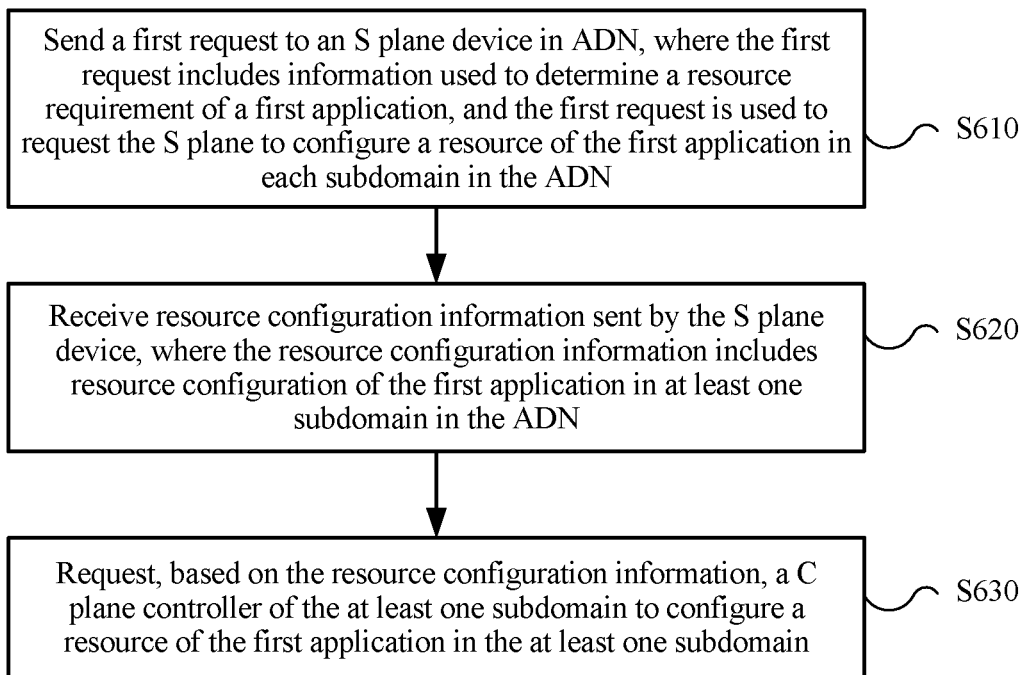 Send a first request to an S plane device in ADN, where the first
request includes information used to determine a resource
requirement of a first application, and the first request is used to
request the S plane to configure a resource of the first application in
each subdomain in the ADN
S610
Receive resource configuration information sent by the S plane
device, where the resource configuration information includes
resource configuration of the first application in at least one
subdomain in the ADN
S620
Request, based on the resource configuration information, a C
plane controller of the at least one subdomain to configure a
resource of the first application in the at least one subdomain
S630